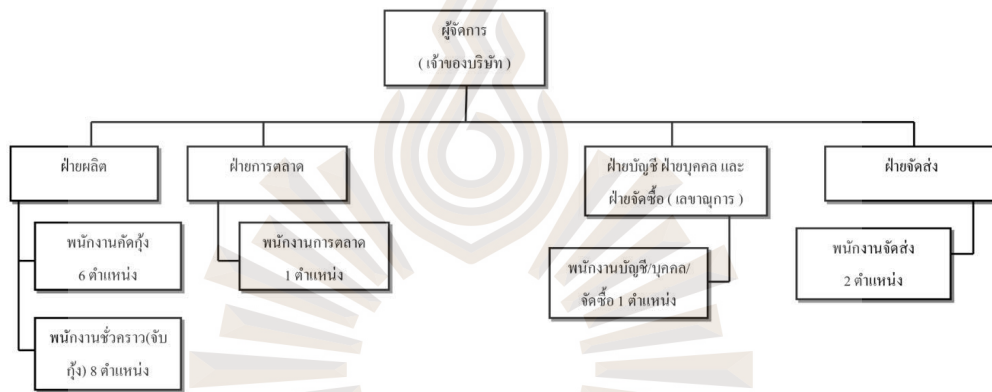 ผู้จัดการ
( เจ้าของบริษัท )
ฝ่ายผลิต
ฝ่ายการตลาด
ฝ่ายบัญชี ฝ่ายบุคคล และ
ฝ่ายจัดซื้อ ( เลขาณุการ )
ฝ่ายจัดส่ง
พนักงานคัดกุ้ง
6 ตำแหน่ง
พนักงานชั่วคราว(จับ
กุ้ง) 8 ตำแหน่ง
พนักงานการตลาด
1 ตำแหน่ง
พนักงานบัญชี/บุคคล/
จัดซื้อ 1 ตำแหน่ง
พนักงานจัดส่ง
2 ตำแหน่ง